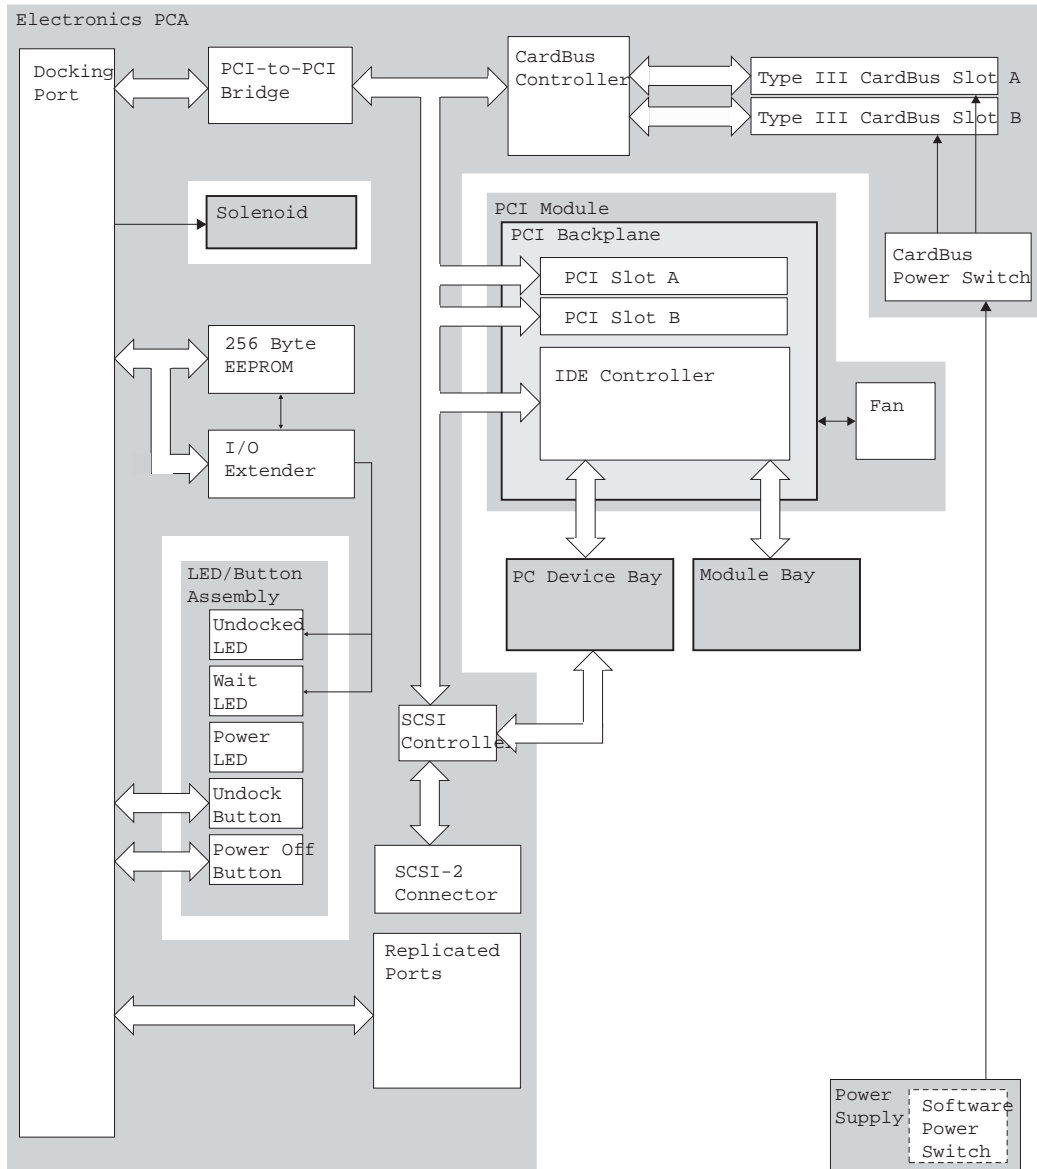 Electronics PCA
Docking
Port
PCI-to-PCI
Bridge
CardBus
Controller
Type III CardBus Slot A
Type III CardBus Slot B
Solenoid
PCI Module
PCI Backplane
PCI Slot A
PCI Slot B
IDE Controller
CardBus
Power Switch
256 Byte
EEPROM
I/O
Extender
Fan
LED/Button
Assembly
Undocked
LED
Wait
LED
Power
LED
Undock
Button
Power Off
Button
PC Device Bay
Module Bay
SCSI
Controller
SCSI-2
Connector
Replicated
Ports
Power
Supply
Software
Power
Switch